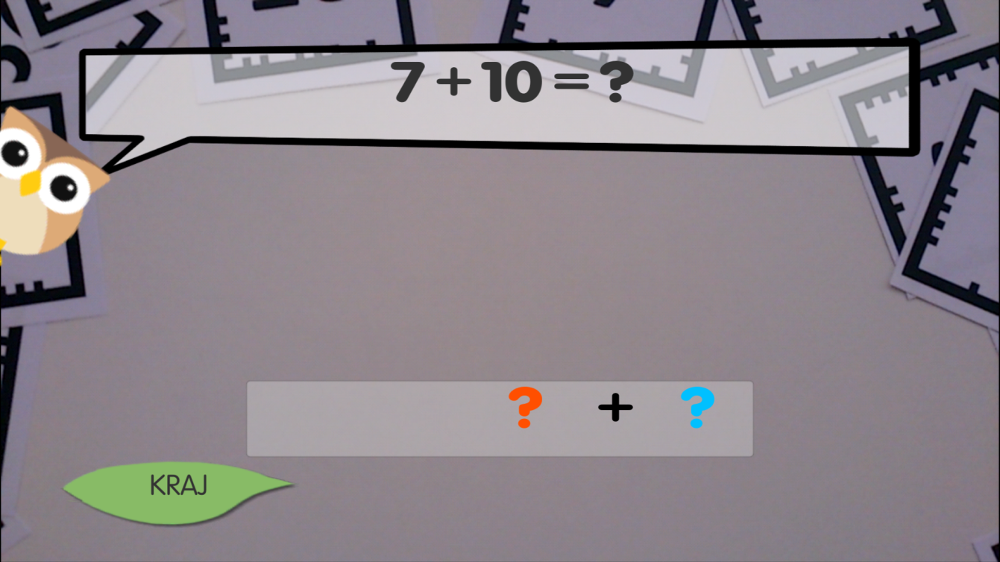 7 + 10 = ?
? + ?
KRAJ